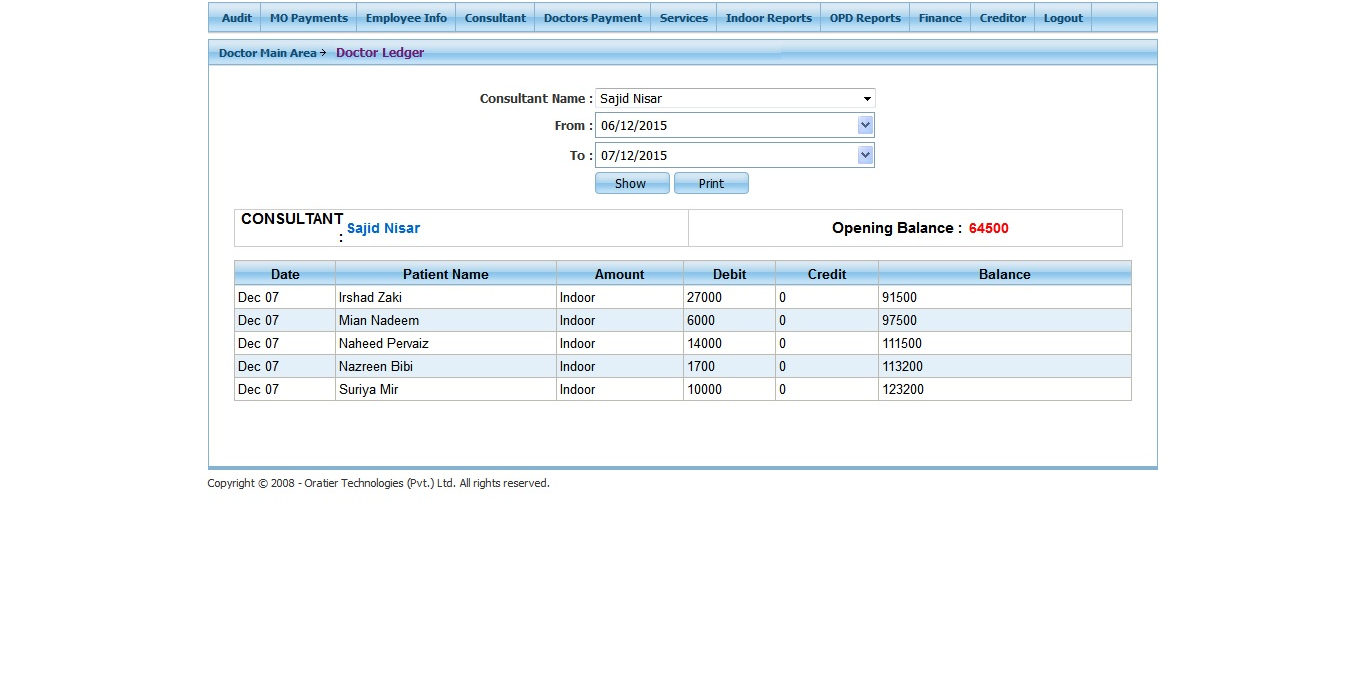 Audit MO Payments Employee Info Consultant Doctors Payment Services Indoor Reports OPD Reports Finance Creditor Logout
Doctor Main Area → Doctor Ledger
Consultant Name : Sajid Nisar
From : 06/12/2015
To : 07/12/2015
Show Print
CONSULTANT : Sajid Nisar Opening Balance : 64500
Date Patient Name Amount Debit Credit Balance
Dec 07 Irshad Zaki Indoor 27000 0 91500
Dec 07 Mian Nadeem Indoor 6000 0 97500
Dec 07 Naheed Pervaiz Indoor 14000 0 111500
Dec 07 Nazreen Bibi Indoor 1700 0 113200
Dec 07 Suriya Mir Indoor 10000 0 123200
Copyright © 2008 - Oratier Technologies (Pvt.) Ltd. All rights reserved.